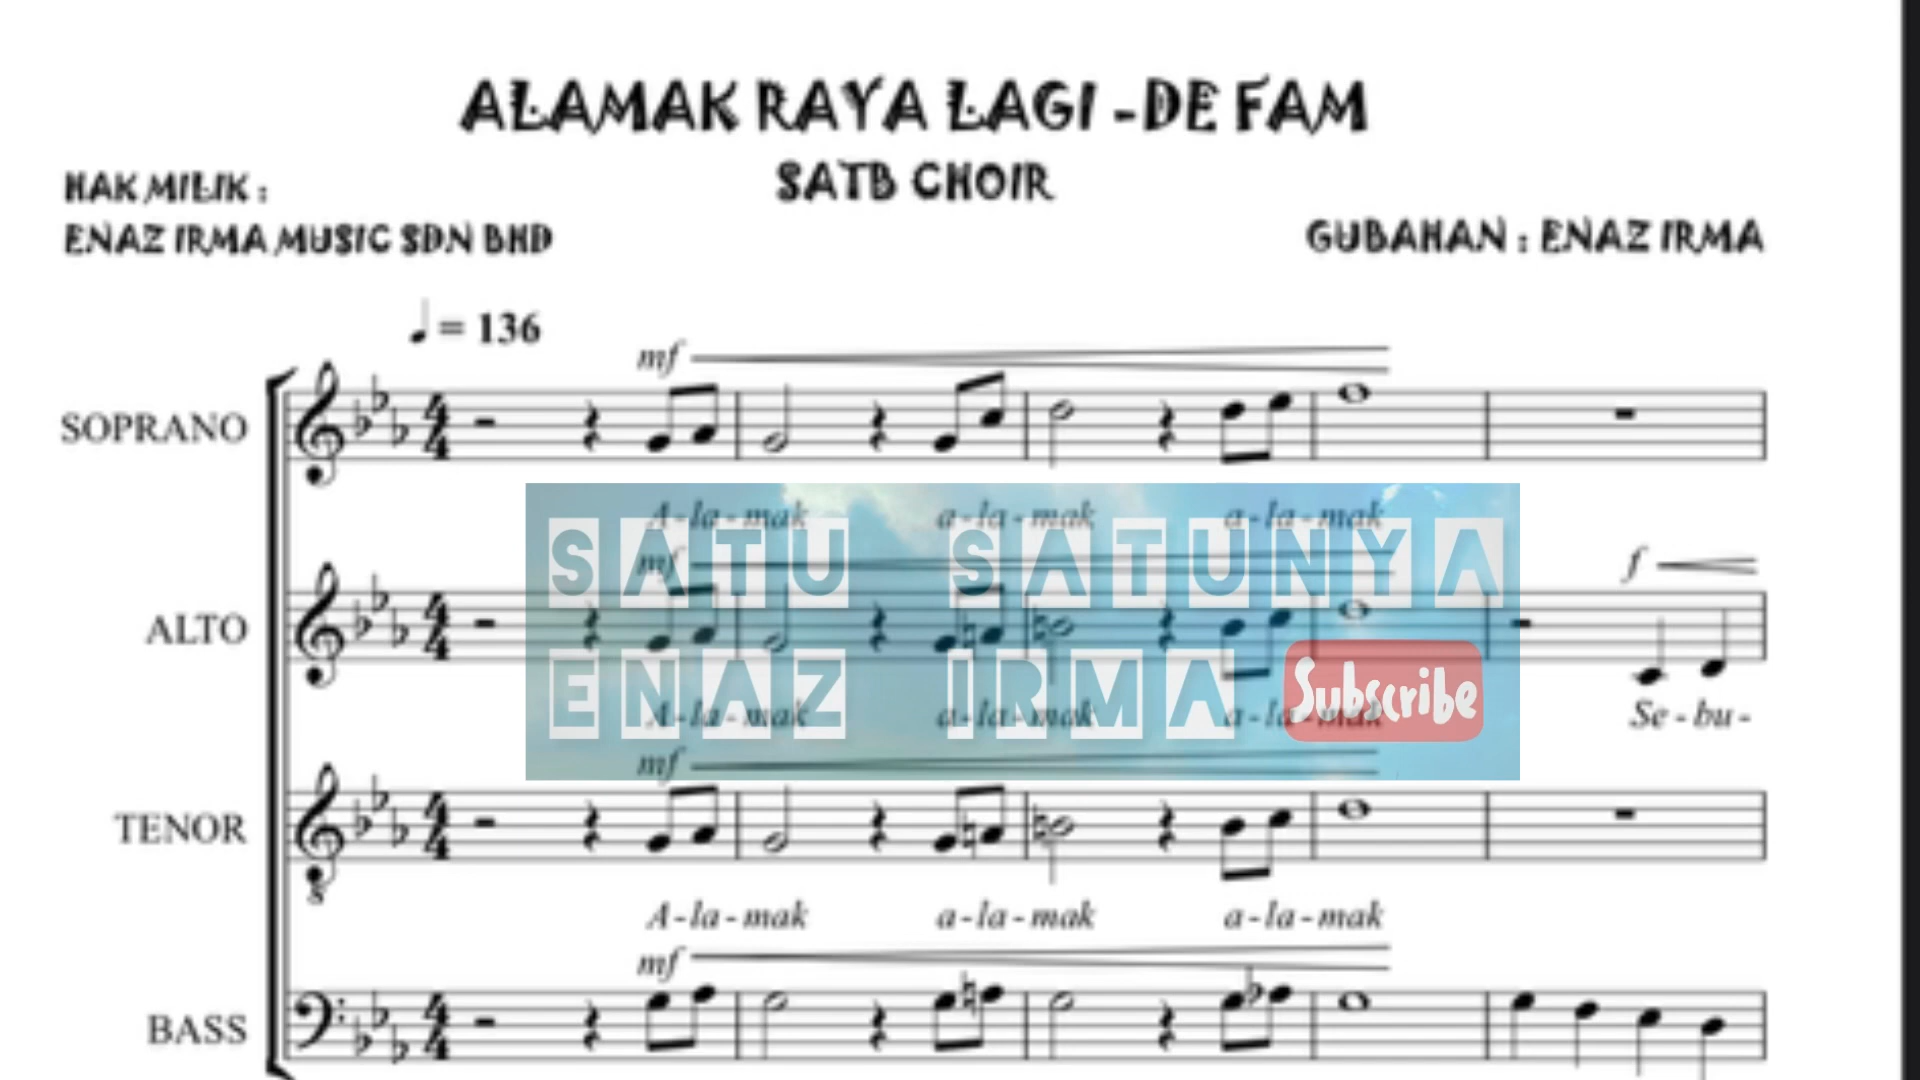 ALAMAK RAYA LAGI -DE FAM
SATB CHOIR
HAK MILIK :
ENAZ IRMA MUSIC SDN BHD
GUBAHAN : ENAZ IRMA
= 136
mf
SOPRANO
A-la-mak a-la-mak a-la-mak
SATU SATUNYA
mf
f
ALTO
ENAZ IRMA
Subscribe
A-la-mak a-la-mak a-la-mak Se-bu-
mf
TENOR
8
A-la-mak a-la-mak a-la-mak
mf
BASS